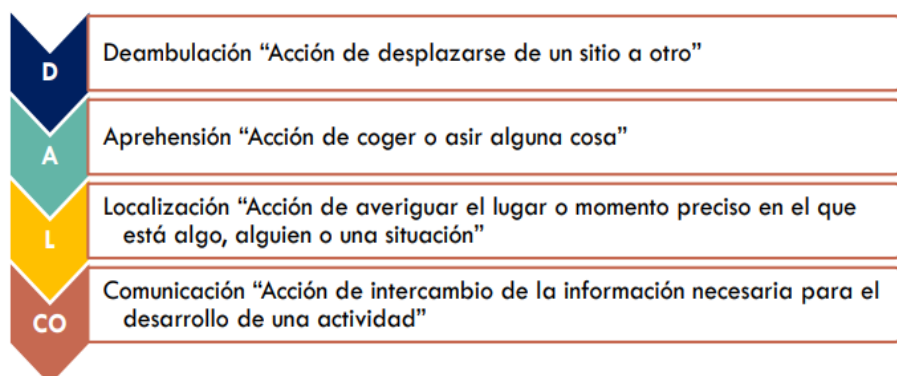 D
Deambulación “Acción de desplazarse de un sitio a otro”
A
Aprehensión “Acción de coger o asir alguna cosa”
L
Localización “Acción de averiguar el lugar o momento preciso en el que
está algo, alguien o una situación”
CO
Comunicación “Acción de intercambio de la información necesaria para el
desarrollo de una actividad”